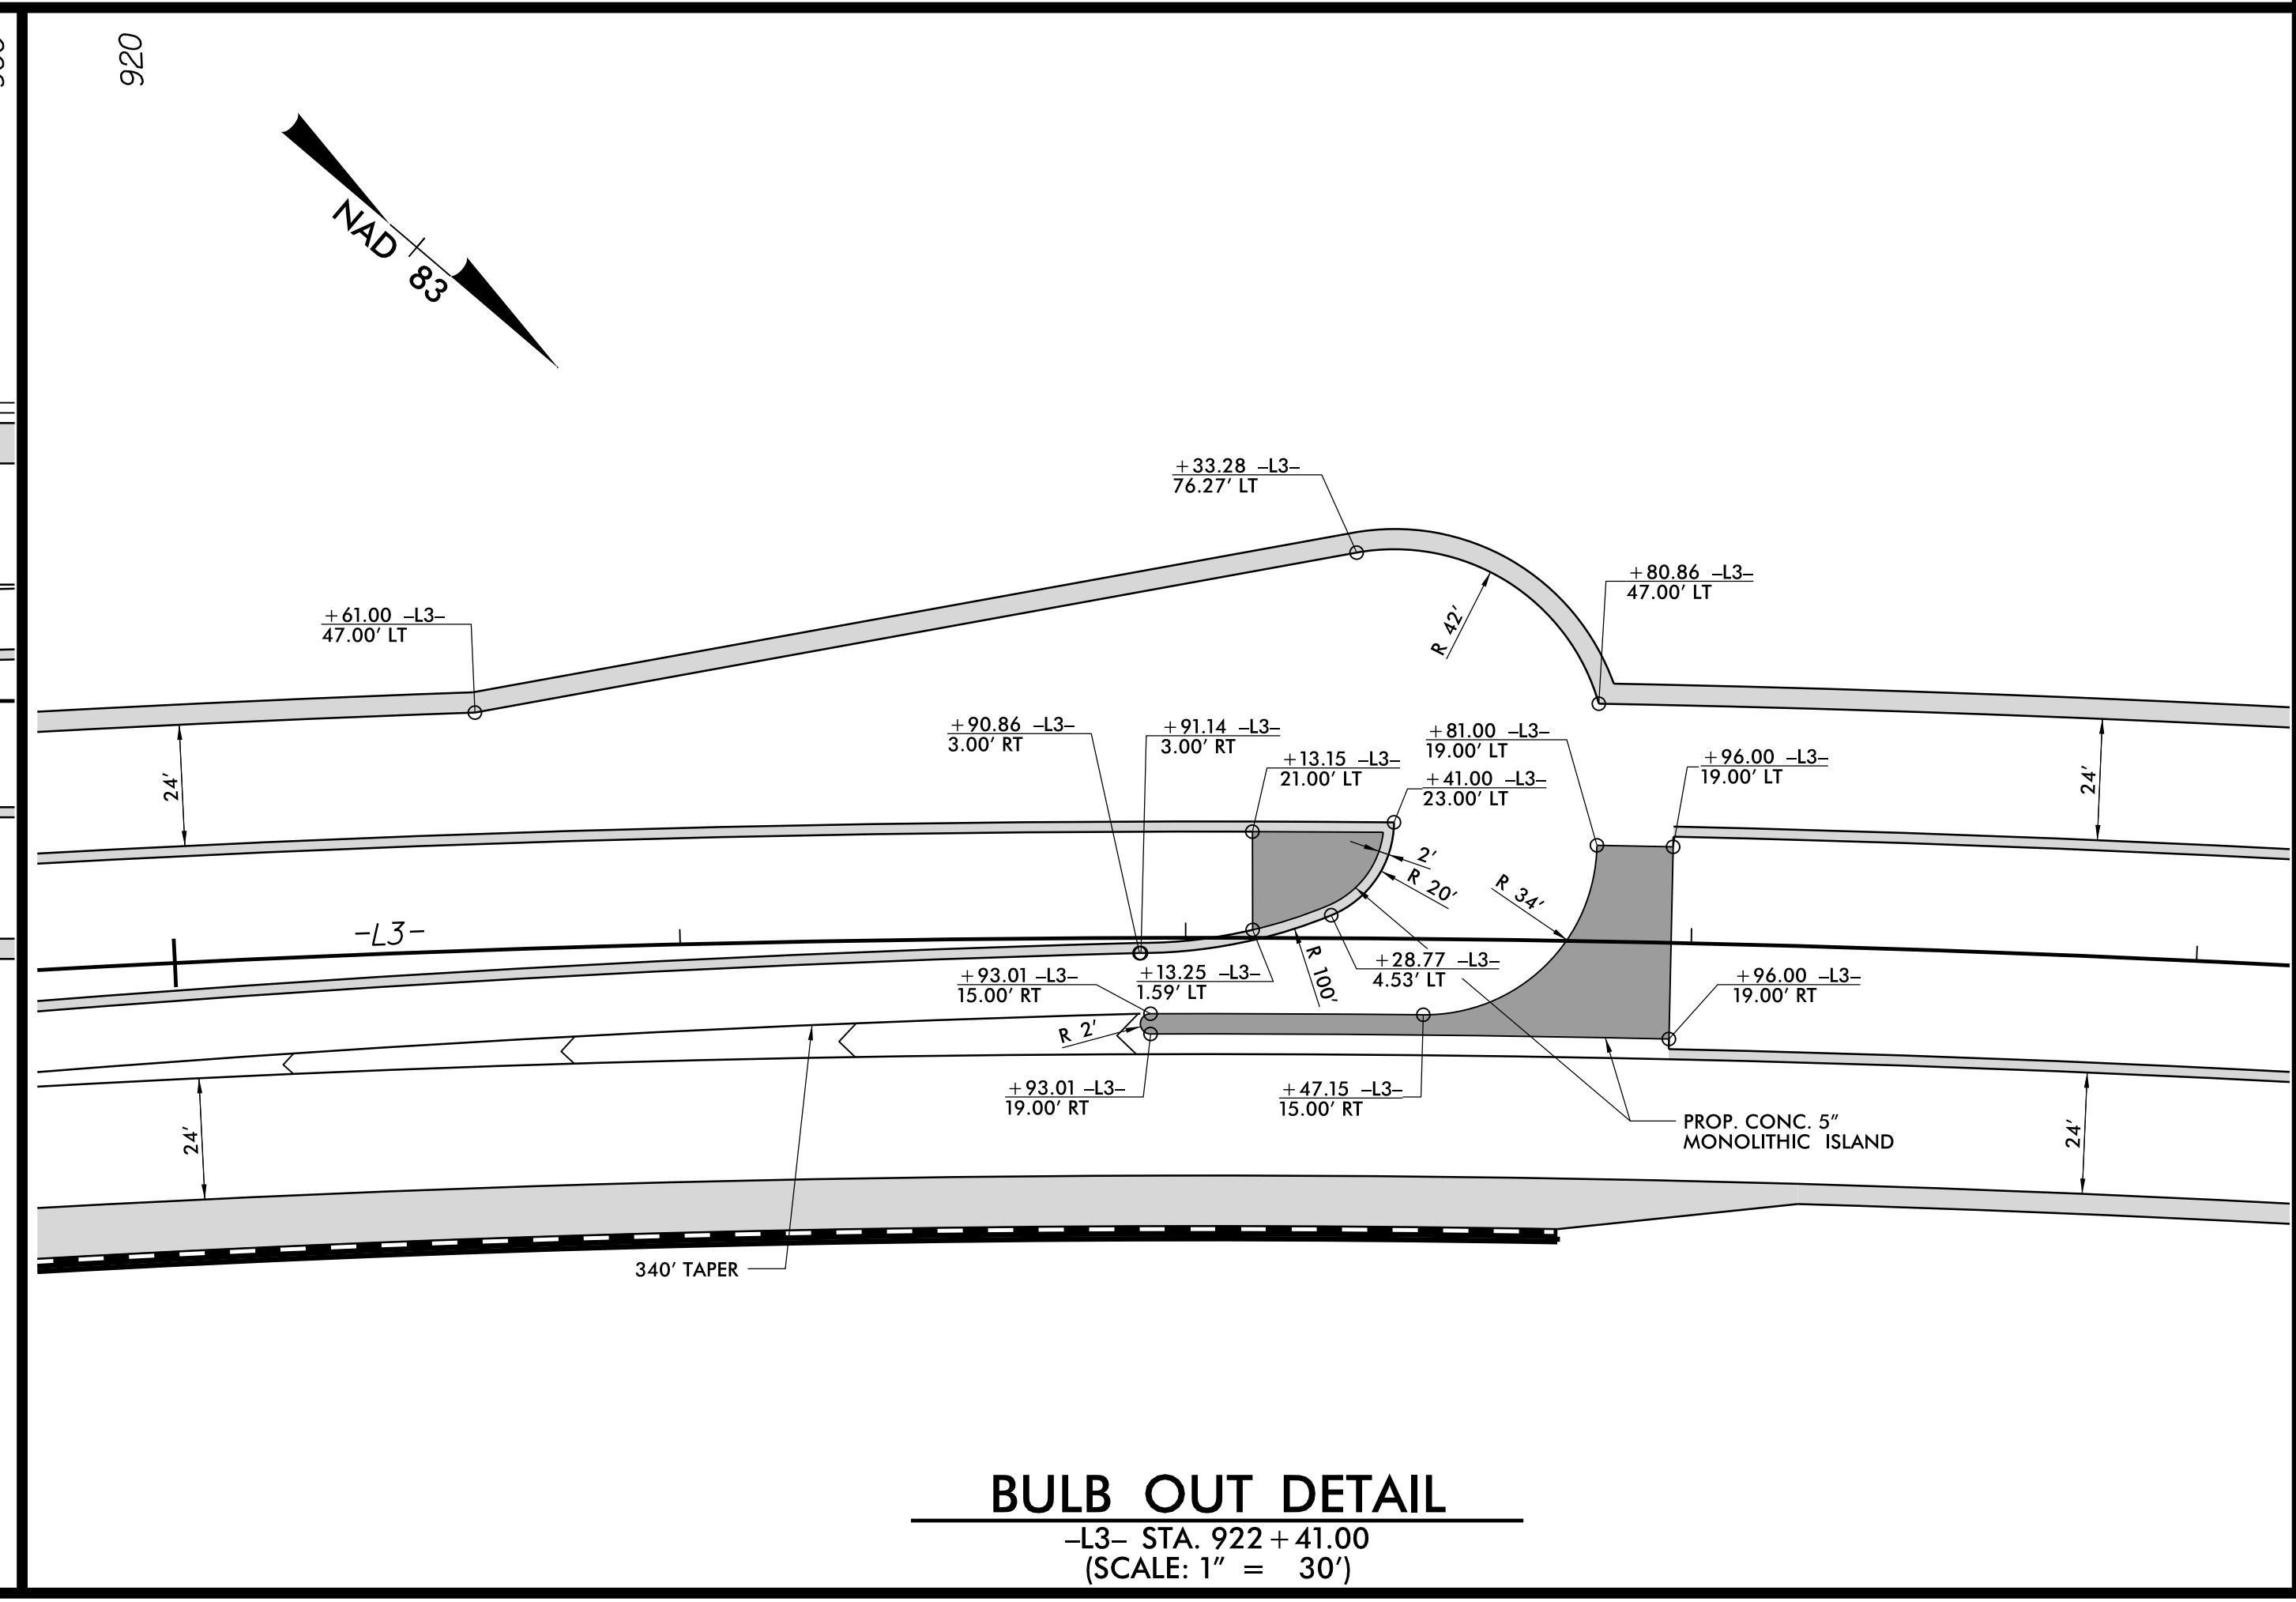 920
NAD 83
+33.28 –L3–
76.27' LT
+80.86 –L3–
47.00' LT
+61.00 –L3–
47.00' LT
R 42'
+90.86 –L3–
3.00' RT
+91.14 –L3–
3.00' RT
+13.15 –L3–
21.00' LT
+81.00 –L3–
19.00' LT
+41.00 –L3–
23.00' LT
+96.00 –L3–
19.00' LT
24'
24'
2'
R 20'
R 34'
-L3-
+93.01 –L3–
15.00' RT
+13.25 –L3–
1.59' LT
R 100'
+28.77 –L3–
4.53' LT
+96.00 –L3–
19.00' RT
R 2'
+93.01 –L3–
19.00' RT
+47.15 –L3–
15.00' RT
24'
24'
PROP. CONC. 5"
MONOLITHIC ISLAND
340' TAPER
BULB OUT DETAIL
–L3– STA. 922+41.00
(SCALE: 1" = 30')